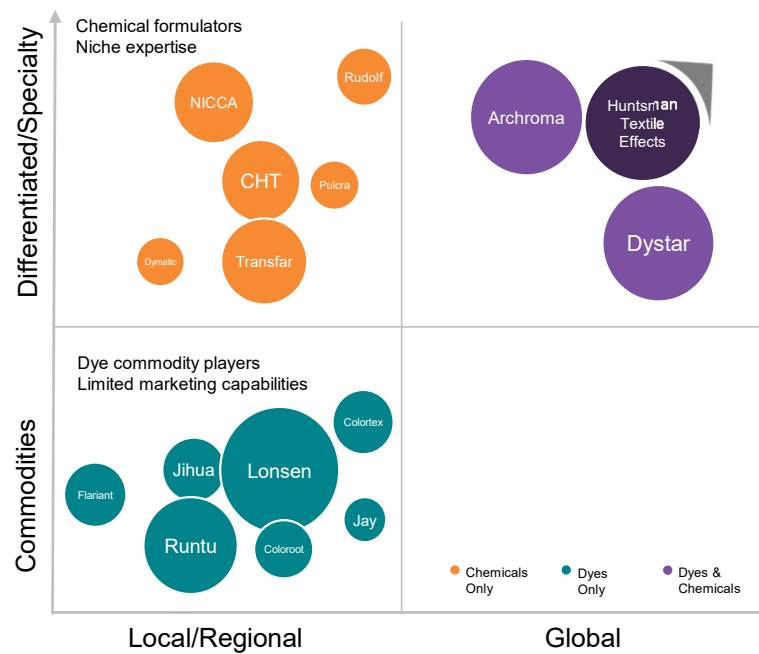 Chemical formulators
Niche expertise
Differentiated/Specialty
NICCA
Rudolf
CHT
Pulcra
Dymatic
Transfar
Archroma
Huntsman
Textile
Effects
Dystar
Dye commodity players
Limited marketing capabilities
Commodities
Colortex
Jihua
Lonsen
Flariant
Runtu
Coloroot
Jay
Chemicals
Only
Dyes
Only
Dyes &
Chemicals
Local/Regional
Global